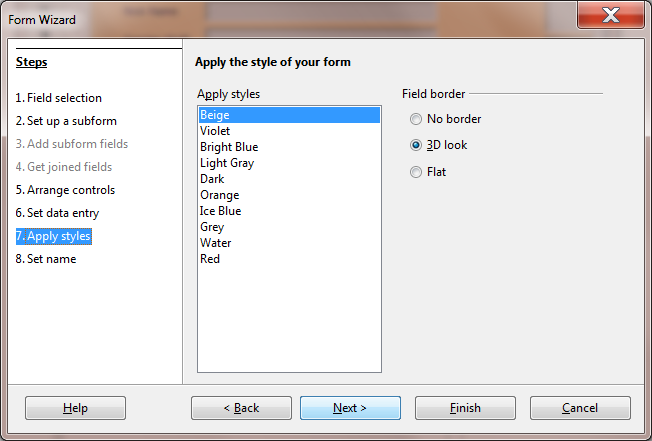 Form Wizard
Steps
1. Field selection
2. Set up a subform
3. Add subform fields
4. Get joined fields
5. Arrange controls
6. Set data entry
7. Apply styles
8. Set name
Apply the style of your form
Apply styles
Beige
Violet
Bright Blue
Light Gray
Dark
Orange
Ice Blue
Grey
Water
Red
Field border
No border
3D look
Flat
Help
< Back
Next >
Finish
Cancel